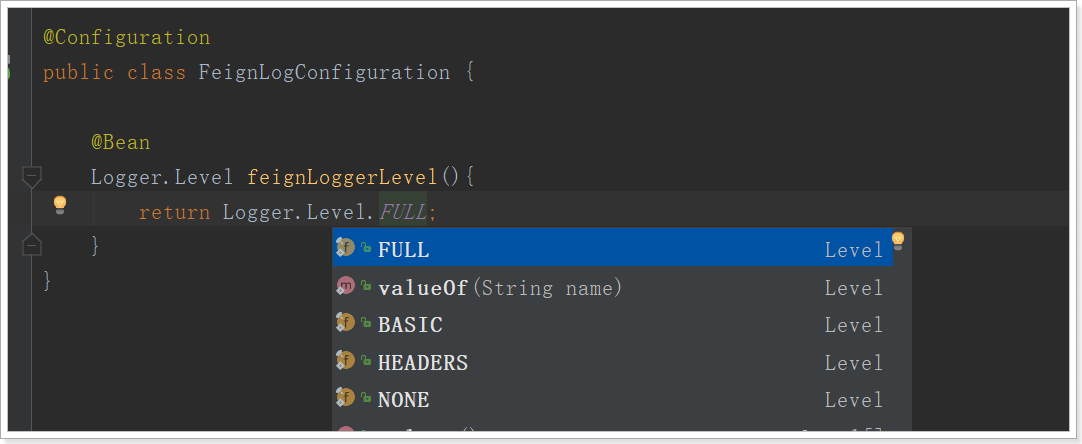 @Configuration
public class FeignLogConfiguration {
@Bean
Logger.Level feignLoggerLevel(){
return Logger.Level.FULL;
}
}
FULL Level
valueOf(String name) Level
BASIC Level
HEADERS Level
NONE Level